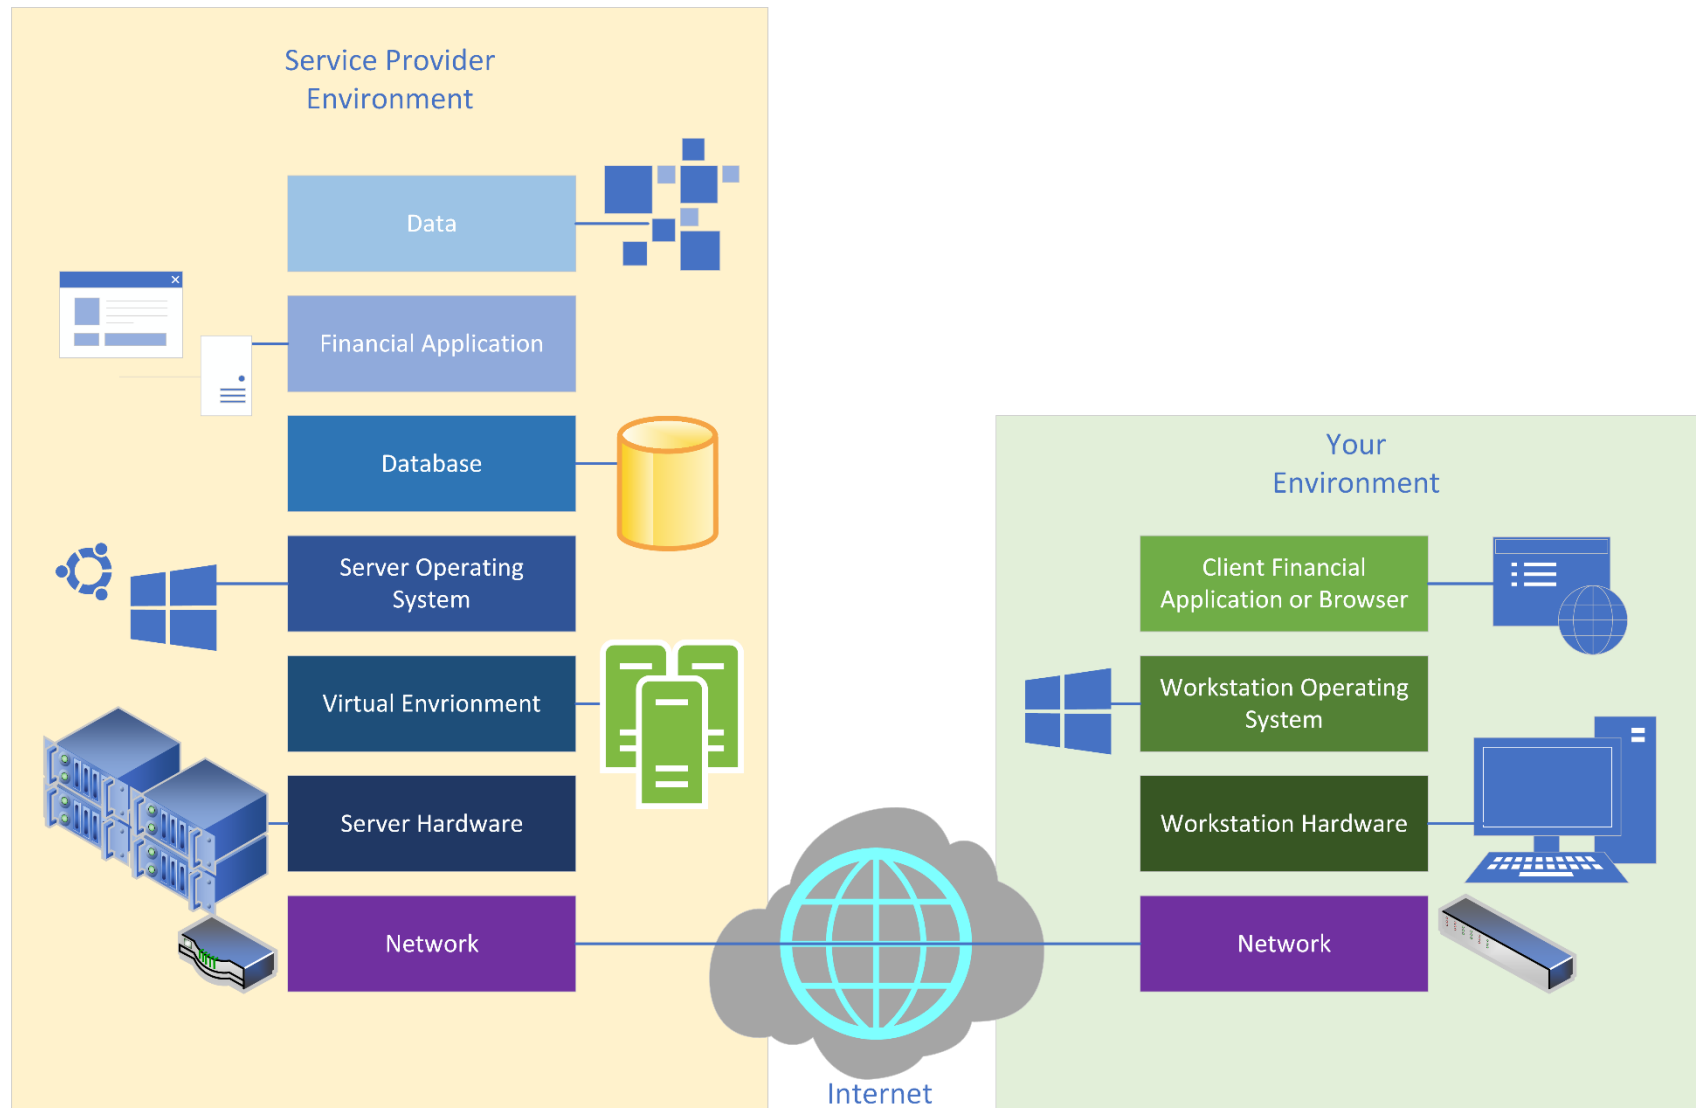 Service Provider
Environment
Data
Financial Application
Database
Server Operating
System
Virtual Envrionment
Server Hardware
Network
Internet
Your
Environment
Client Financial
Application or Browser
Workstation Operating
System
Workstation Hardware
Network